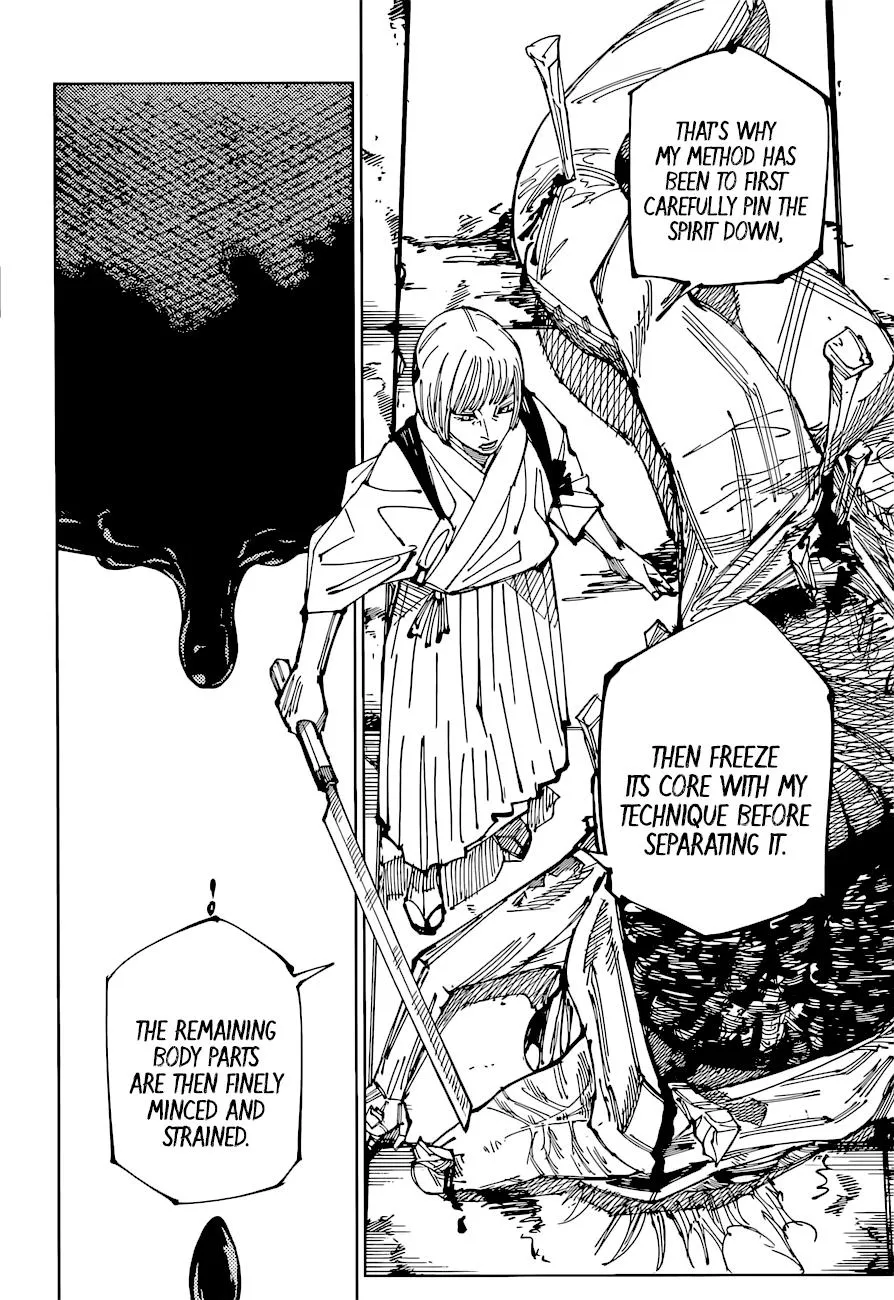 THAT'S WHY
MY METHOD HAS
BEEN TO FIRST
CAREFULLY PIN THE
SPIRIT DOWN,
THEN FREEZE
ITS CORE WITH MY
TECHNIQUE BEFORE
SEPARATING IT.
!
THE REMAINING
BODY PARTS
ARE THEN FINELY
MINCED AND
STRAINED.